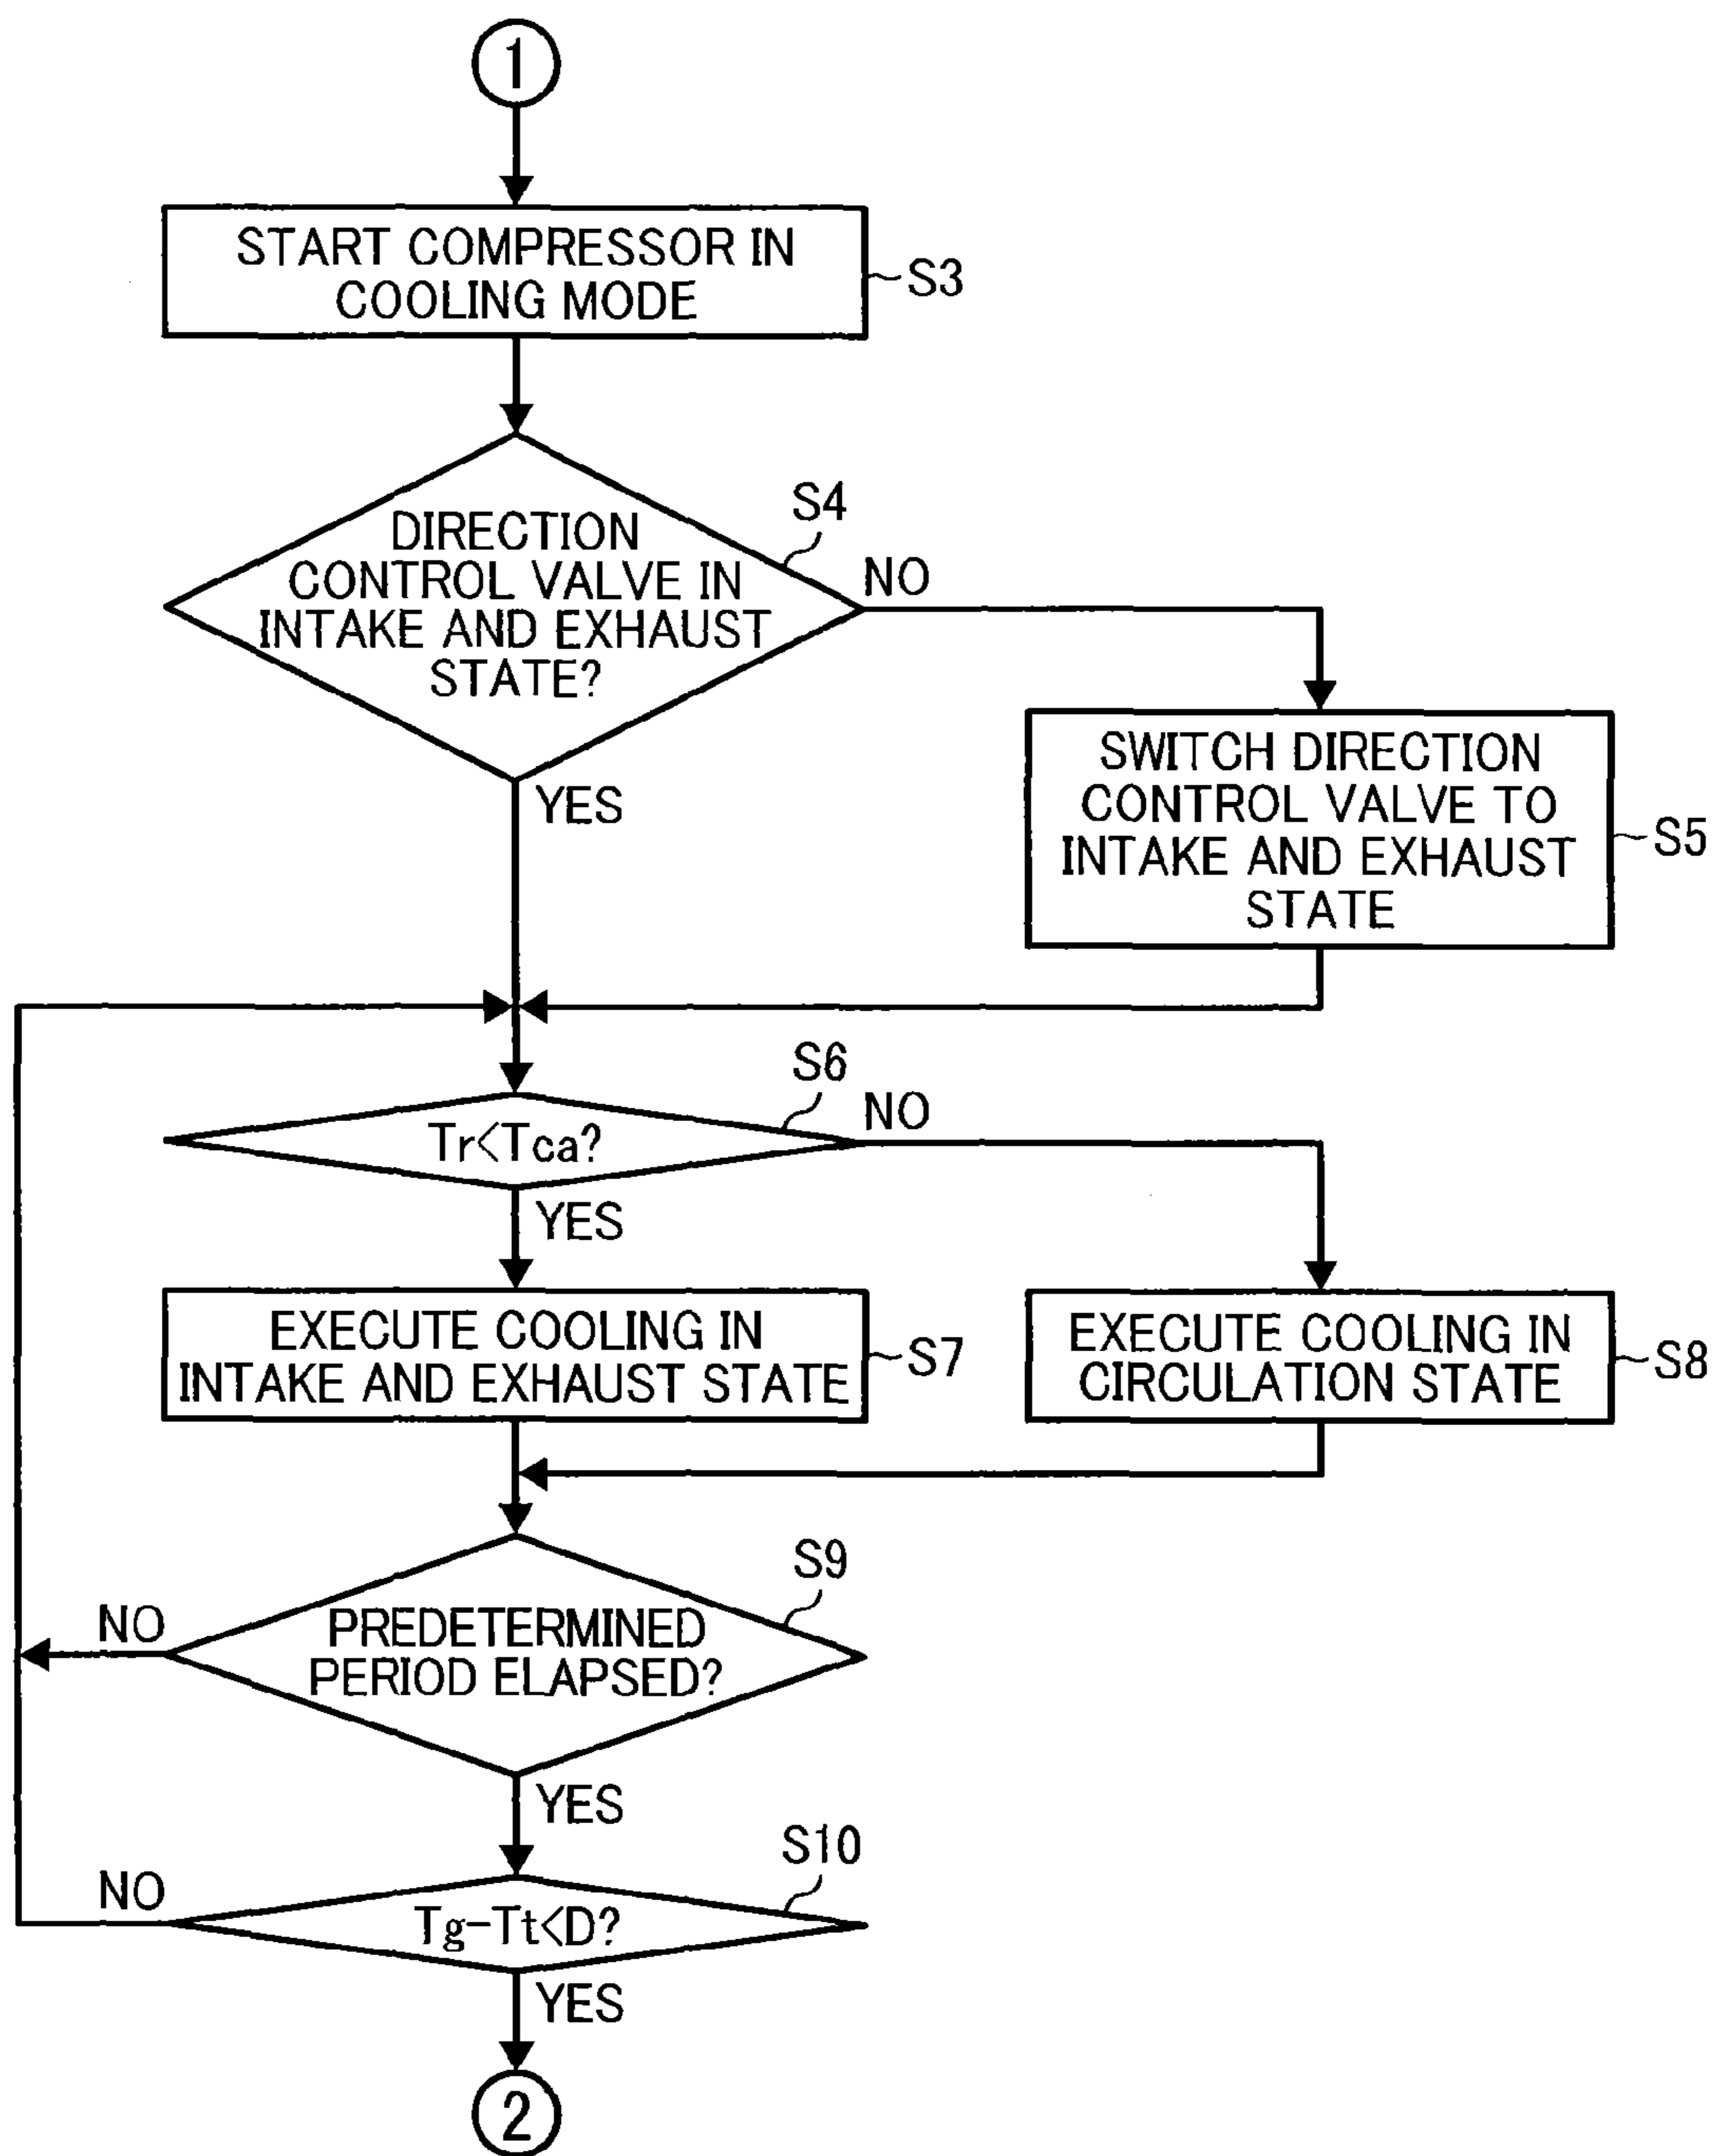 1
START COMPRESSOR IN
COOLING MODE
S3
S4
DIRECTION
CONTROL VALVE IN
INTAKE AND EXHAUST
STATE?
NO
YES
SWITCH DIRECTION
CONTROL VALVE TO
INTAKE AND EXHAUST
STATE
S5
S6
Tr<Tca?
NO
YES
EXECUTE COOLING IN
INTAKE AND EXHAUST STATE
S7
EXECUTE COOLING IN
CIRCULATION STATE
S8
S9
PREDETERMINED
PERIOD ELAPSED?
NO
YES
S10
Tg-Tt<D?
NO
YES
2